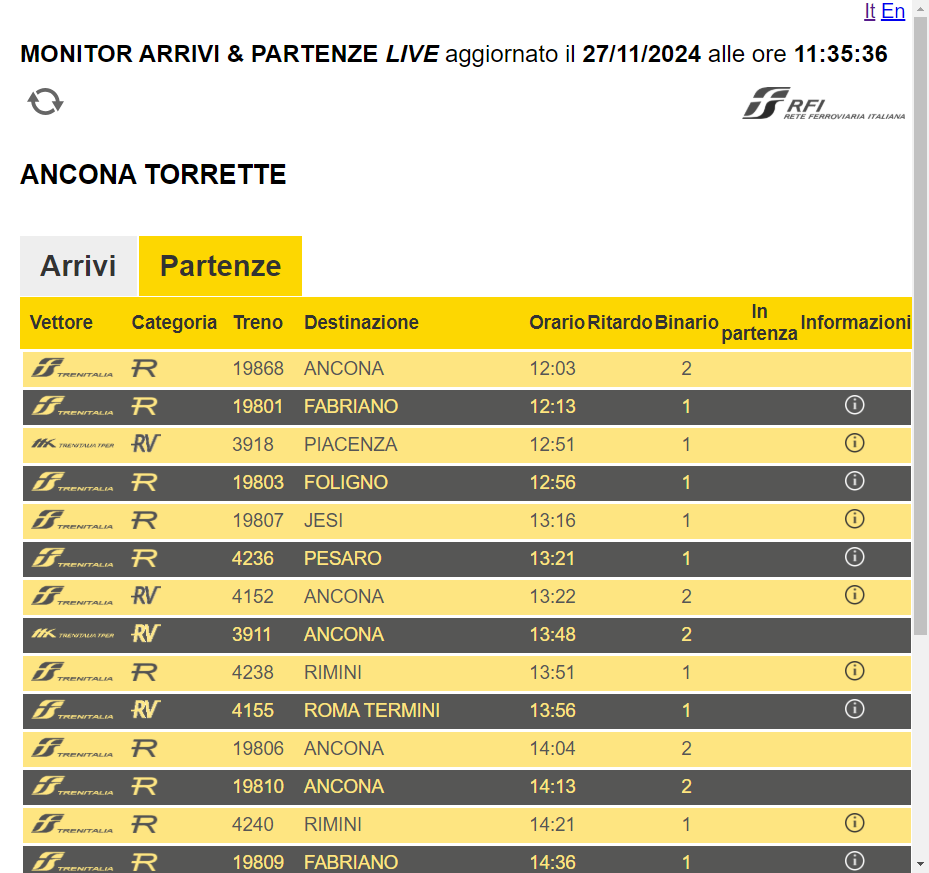 It En
MONITOR ARRIVI & PARTENZE LIVE aggiornato il 27/11/2024 alle ore 11:35:36
RFI
RETE FERROVIARIA ITALIANA
ANCONA TORRETTE
Arrivi Partenze
Vettore Categoria Treno Destinazione Orario Ritardo Binario In partenza Informazioni
TRENITALIA R 19868 ANCONA 12:03 2
TRENITALIA R 19801 FABRIANO 12:13 1
TRENITALIA TPER RV 3918 PIACENZA 12:51 1
TRENITALIA R 19803 FOLIGNO 12:56 1
TRENITALIA R 19807 JESI 13:16 1
TRENITALIA R 4236 PESARO 13:21 1
TRENITALIA RV 4152 ANCONA 13:22 2
TRENITALIA TPER RV 3911 ANCONA 13:48 2
TRENITALIA R 4238 RIMINI 13:51 1
TRENITALIA RV 4155 ROMA TERMINI 13:56 1
TRENITALIA R 19806 ANCONA 14:04 2
TRENITALIA R 19810 ANCONA 14:13 2
TRENITALIA R 4240 RIMINI 14:21 1
TRENITALIA R 19809 FABRIANO 14:36 1